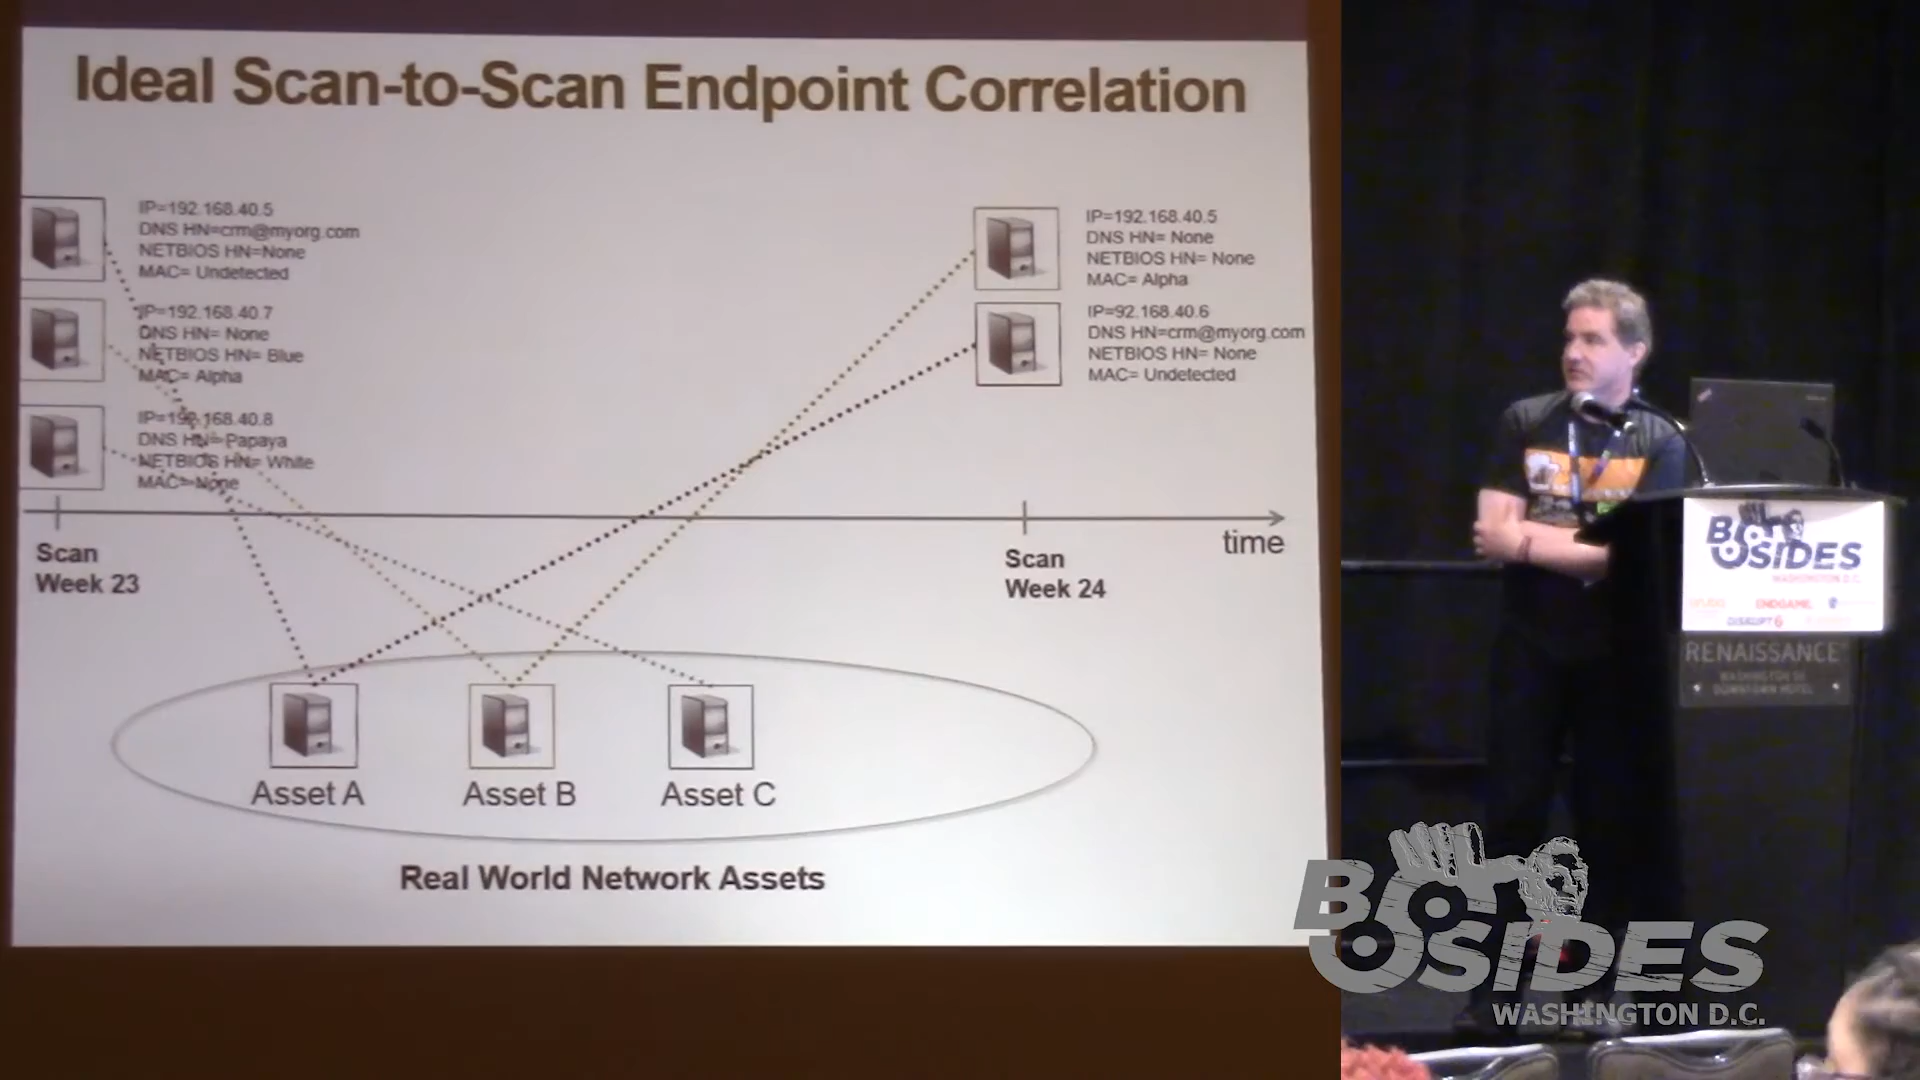 Ideal Scan-to-Scan Endpoint Correlation
IP=192.168.40.5
DNS HN=crm@myorg.com
NETBIOS HN=None
MAC= Undetected
IP=192.168.40.7
DNS HN= None
NETBIOS HN= Blue
MAC= Alpha
IP=192.168.40.8
DNS HN= Papaya
NETBIOS HN= White
MAC= None
IP=192.168.40.5
DNS HN= None
NETBIOS HN= None
MAC= Alpha
IP=92.168.40.6
DNS HN=crm@myorg.com
NETBIOS HN= None
MAC= Undetected
time
Scan
Week 23
Scan
Week 24
Asset A
Asset B
Asset C
Real World Network Assets
BSIDES
WASHINGTON D.C.
ENDGAME.
DISRUPT6
RENAISSANCE
WASHINGTON DC
DOWNTOWN HOTEL
BSIDES
WASHINGTON D.C.